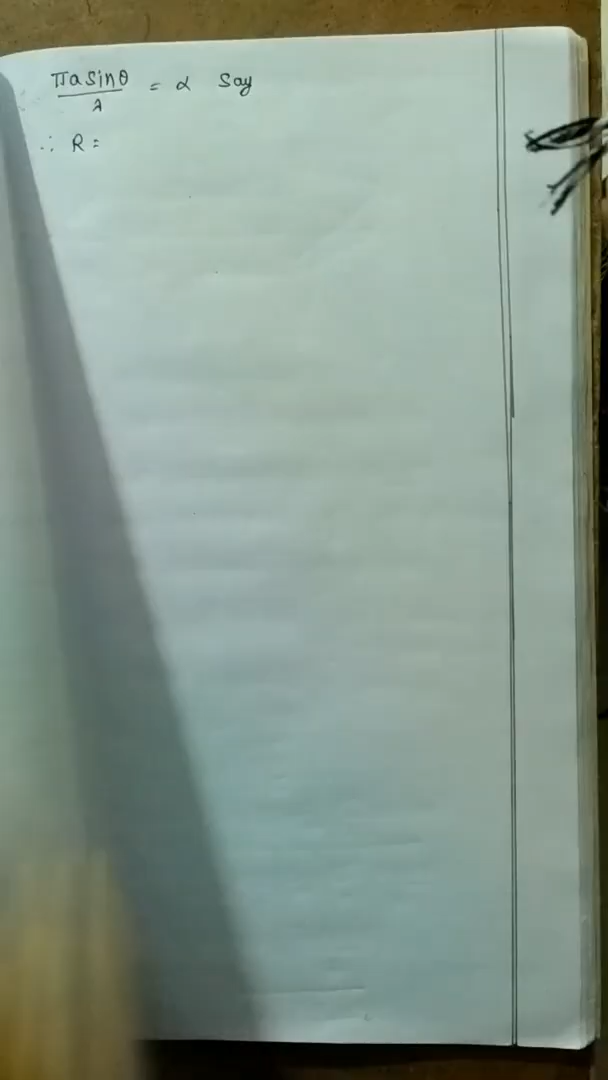 πa sinθ / λ = α Say
∴ R =